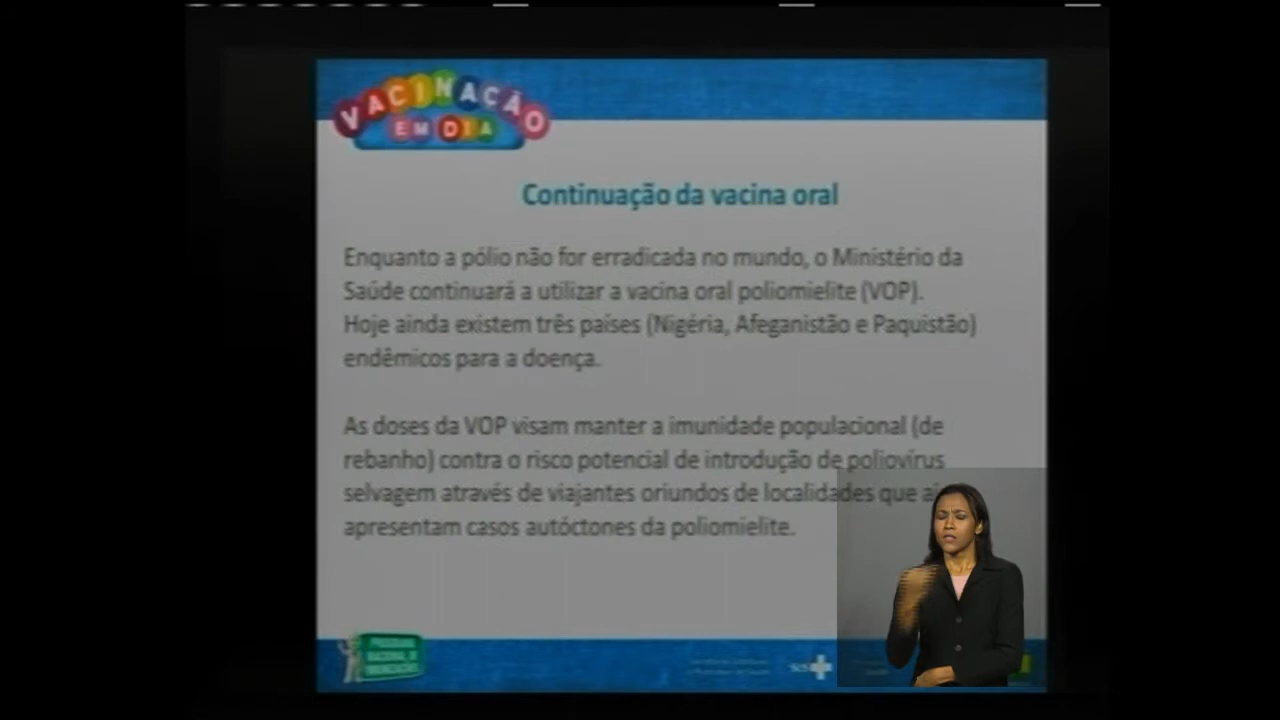 VACINAÇÃO
EM DIA
Continuação da vacina oral
Enquanto a pólio não for erradicada no mundo, o Ministério da
Saúde continuará a utilizar a vacina oral poliomielite (VOP).
Hoje ainda existem três países (Nigéria, Afeganistão e Paquistão)
endêmicos para a doença.
As doses da VOP visam manter a imunidade populacional (de
rebanho) contra o risco potencial de introdução de poliovírus
selvagem através de viajantes oriundos de localidades que
apresentam casos autóctones da poliomielite.
SUS